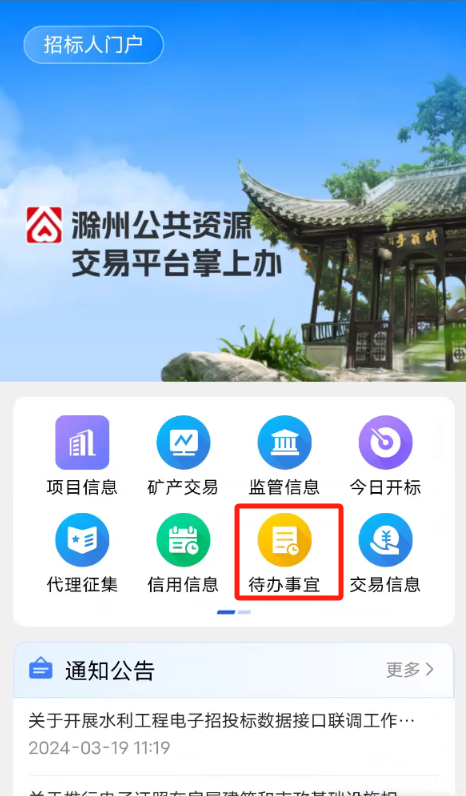 招标人门户
滁州公共资源
交易平台掌上办
醉翁亭
项目信息
矿产交易
监管信息
今日开标
代理征集
信用信息
待办事宜
交易信息
通知公告
更多
关于开展水利工程电子招投标数据接口联调工作…
2024-03-19 11:19